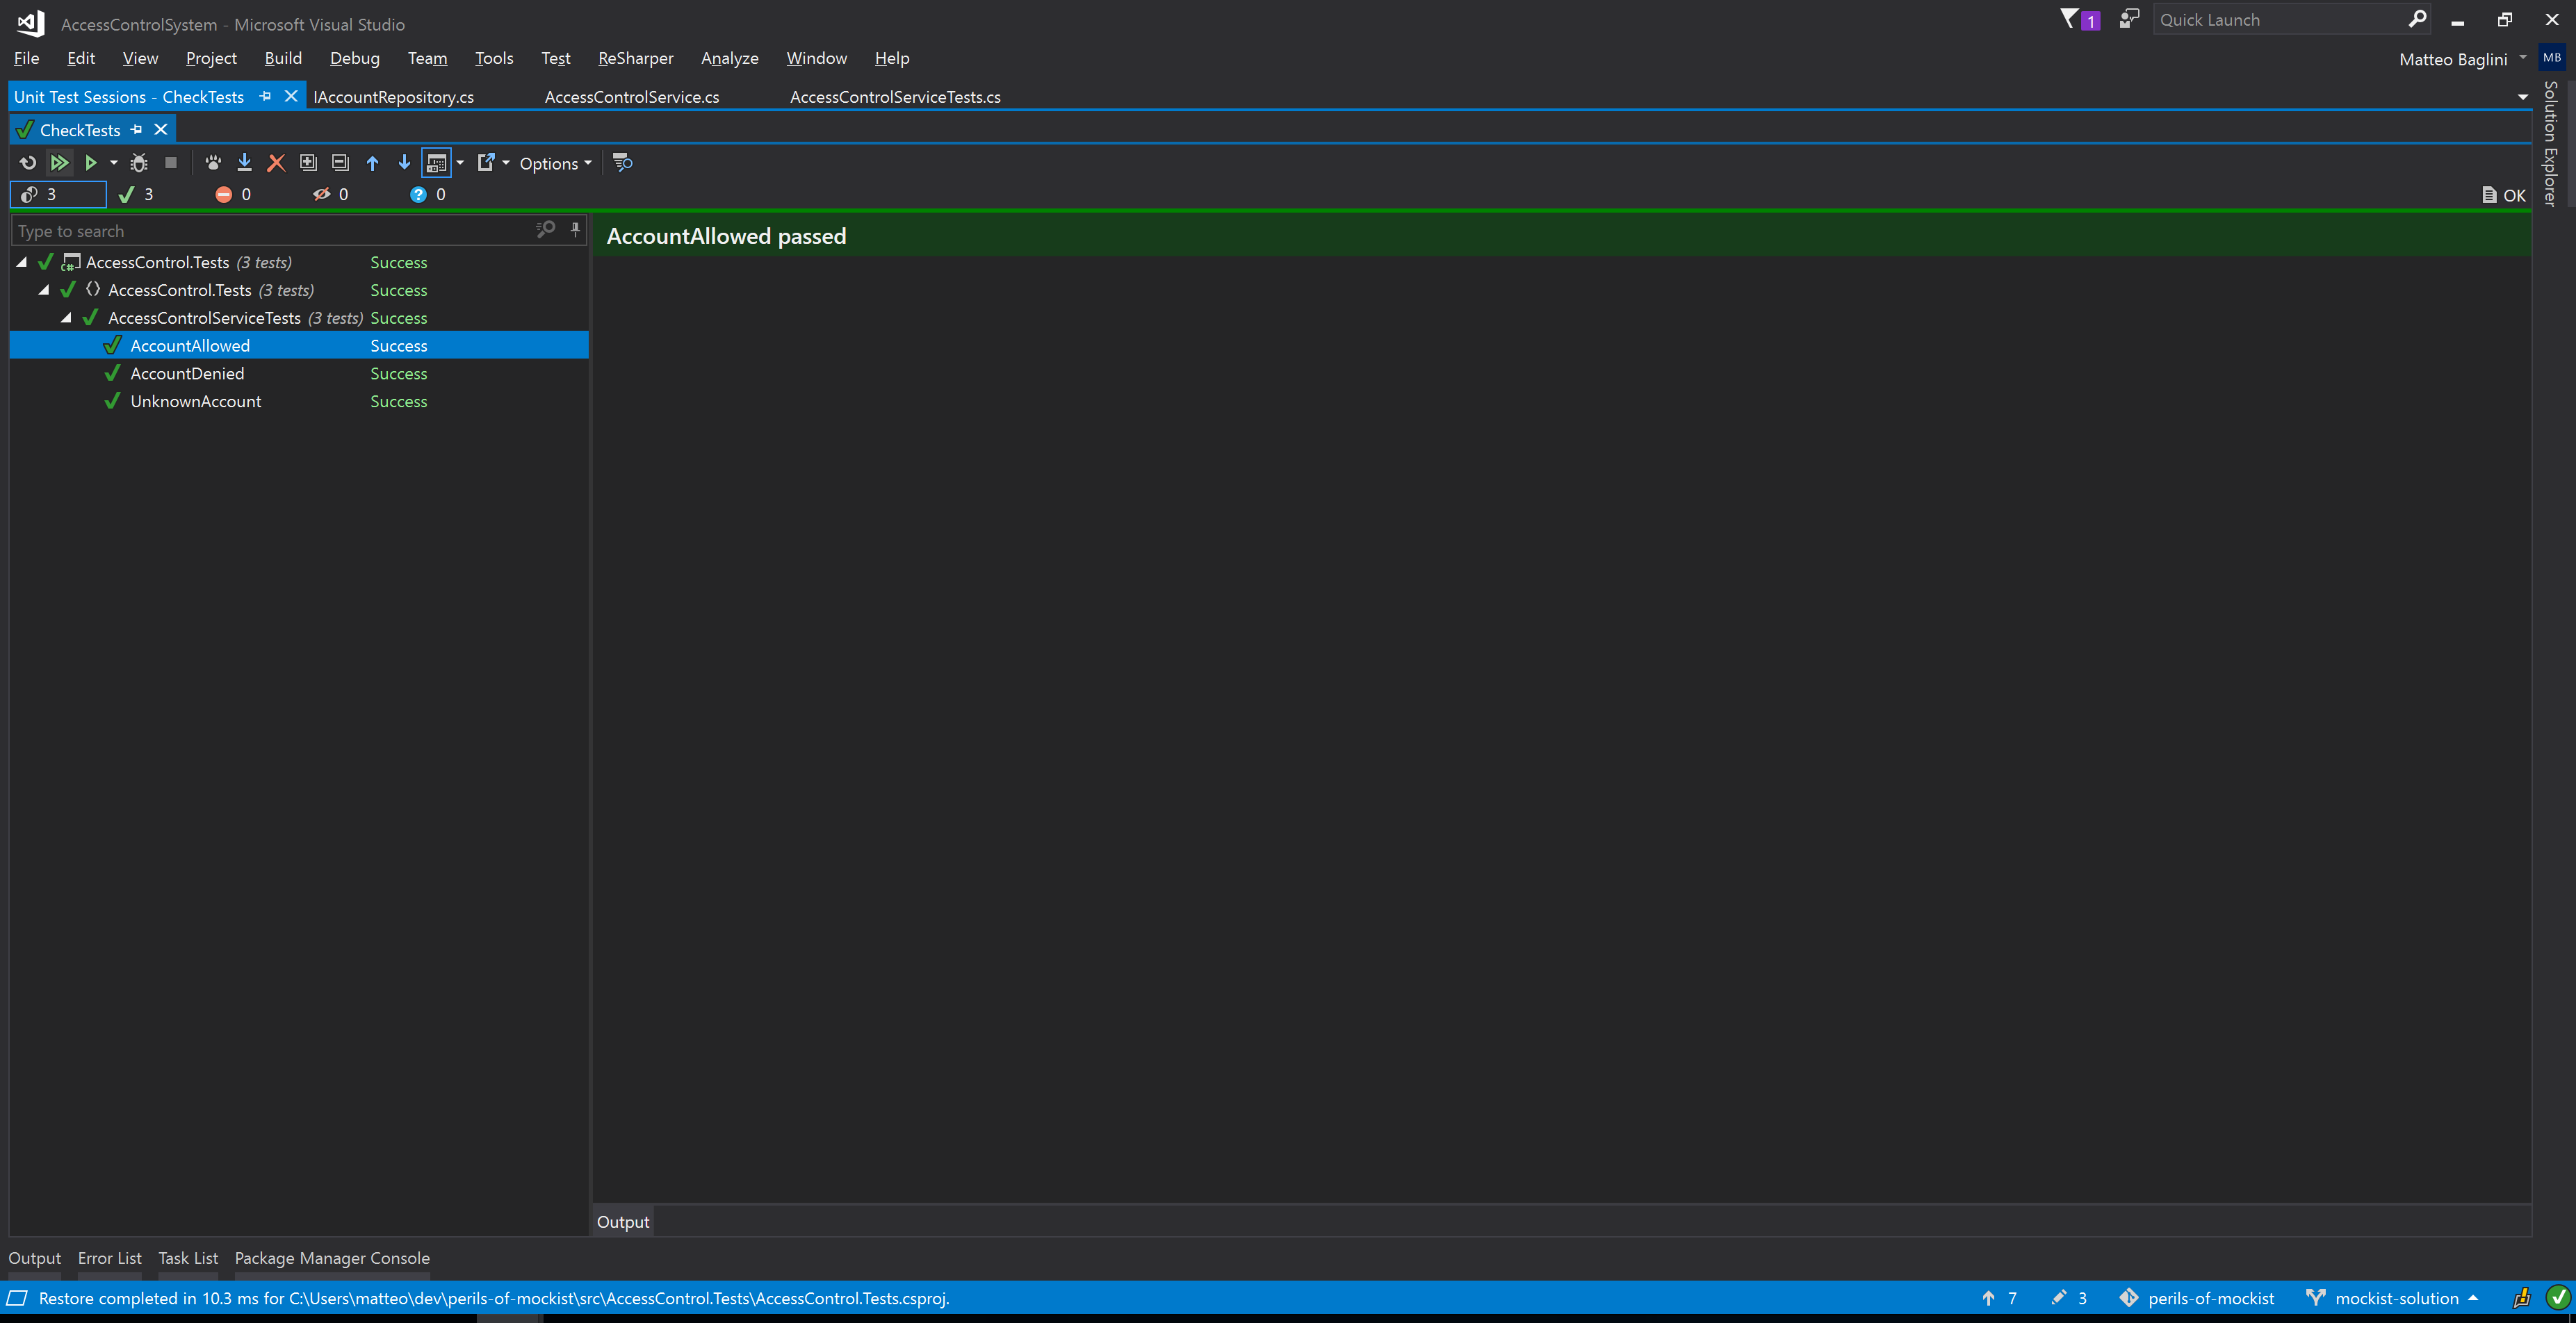 AccessControlSystem - Microsoft Visual Studio
1
Quick Launch
File Edit View Project Build Debug Team Tools Test ReSharper Analyze Window Help
Matteo Baglini MB
Unit Test Sessions - CheckTests IAccountRepository.cs AccessControlService.cs AccessControlServiceTests.cs
Solution Explorer
CheckTests
Options
3 3 0 0 0
OK
Type to search
AccountAllowed passed
AccessControl.Tests (3 tests) Success
AccessControl.Tests (3 tests) Success
AccessControlServiceTests (3 tests) Success
AccountAllowed Success
AccountDenied Success
UnknownAccount Success
Output
Output Error List Task List Package Manager Console
Restore completed in 10.3 ms for C:\Users\matteo\dev\perils-of-mockist\src\AccessControl.Tests\AccessControl.Tests.csproj.
7 3 perils-of-mockist mockist-solution